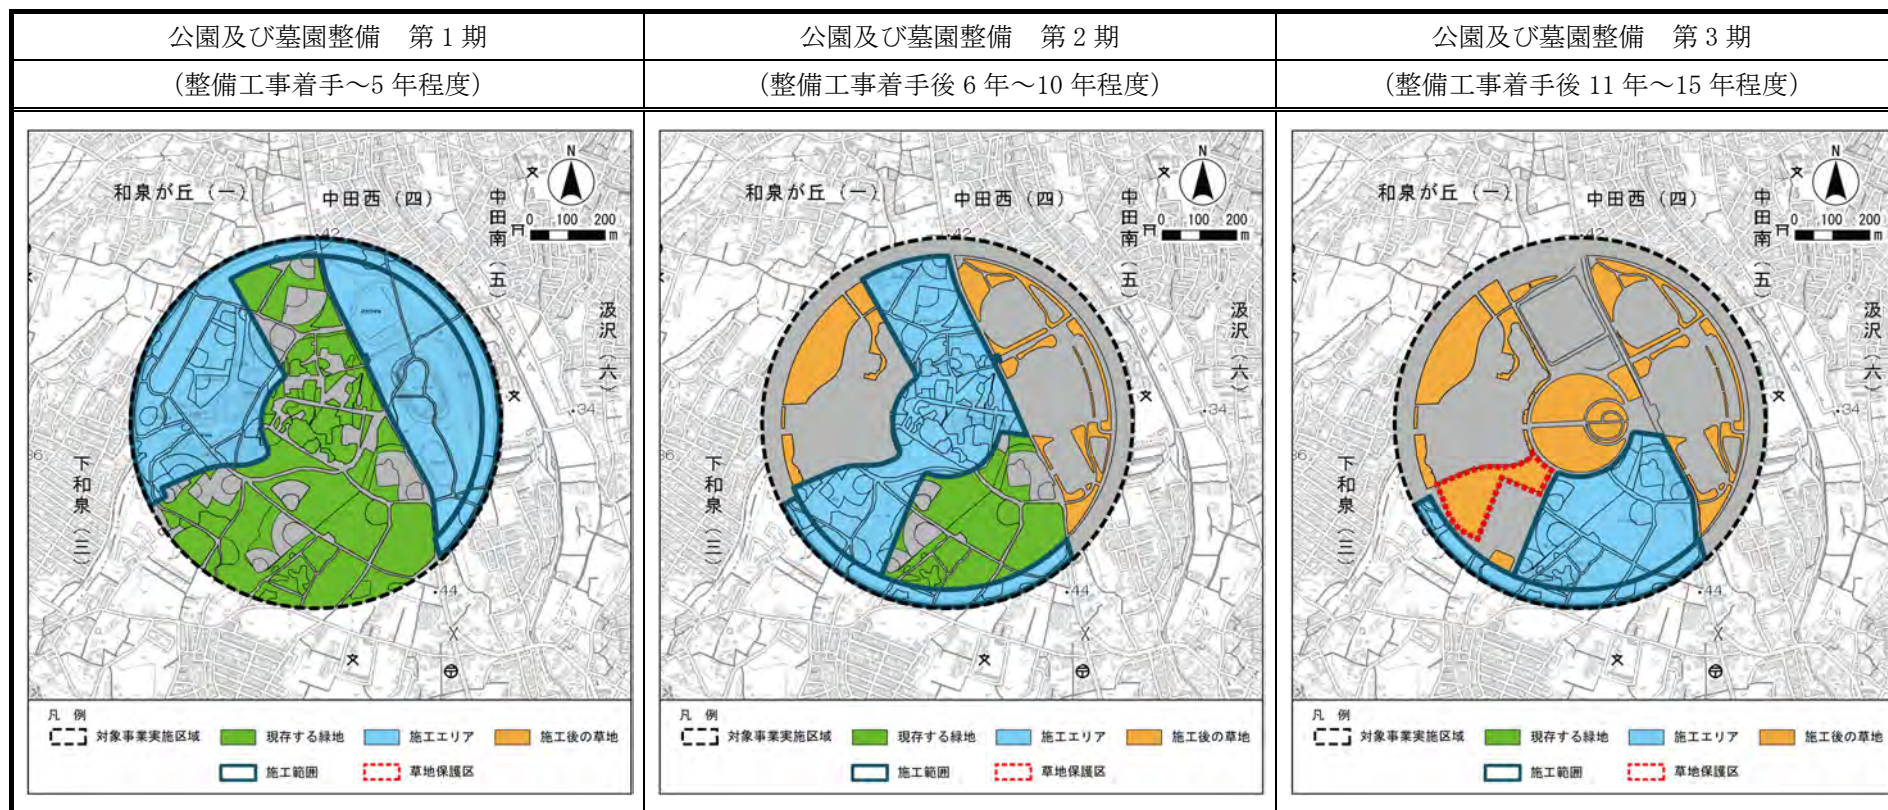 公園及び墓園整備　第1期
公園及び墓園整備　第2期
公園及び墓園整備　第3期
（整備工事着手～5年程度）
（整備工事着手後6年～10年程度）
（整備工事着手後11年～15年程度）
和泉が丘（一）
中田西（四）
中田南（五）
汲沢（六）
下和泉（三）
N
0 100 200
m
文
42
34
36
44
文
文
凡 例
対象事業実施区域
現存する緑地
施工エリア
施工後の草地
施工範囲
草地保護区
和泉が丘（一）
中田西（四）
中田南（五）
汲沢（六）
下和泉（三）
N
0 100 200
m
文
42
34
36
44
文
文
凡 例
対象事業実施区域
現存する緑地
施工エリア
施工後の草地
施工範囲
草地保護区
和泉が丘（一）
中田西（四）
中田南（五）
汲沢（六）
下和泉（三）
N
0 100 200
m
文
42
34
36
44
文
文
凡 例
対象事業実施区域
現存する緑地
施工エリア
施工後の草地
施工範囲
草地保護区